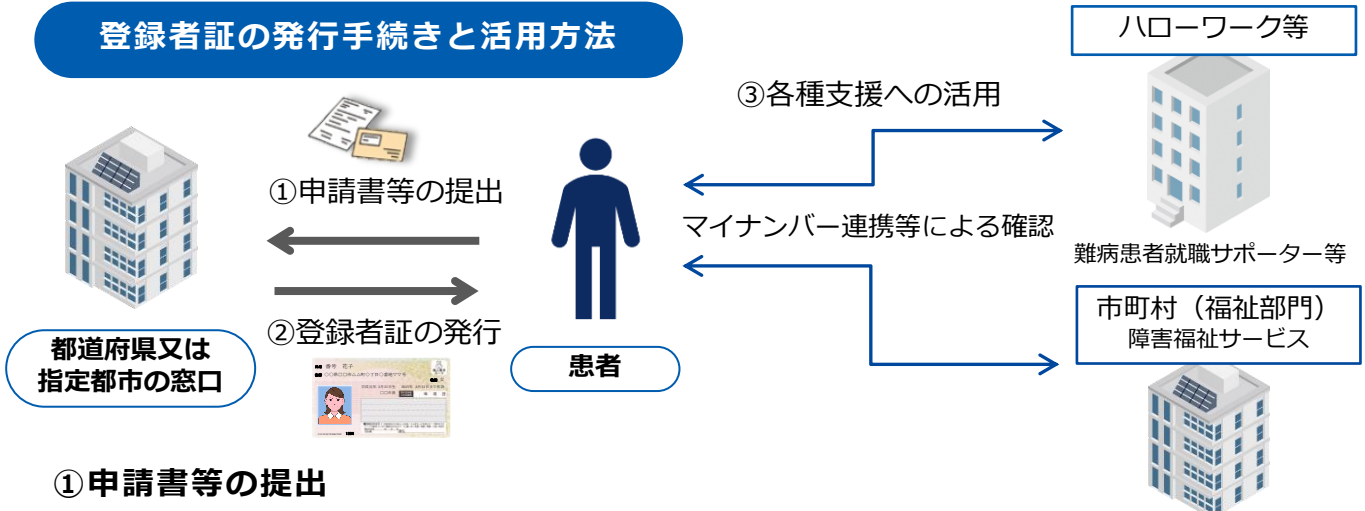 登録者証の発行手続きと活用方法
ハローワーク等
③各種支援への活用
①申請書等の提出
マイナンバー連携等による確認
難病患者就職サポーター等
②登録者証の発行
市町村（福祉部門）
障害福祉サービス
都道府県又は
指定都市の窓口
患者
番号 花子
①申請書等の提出